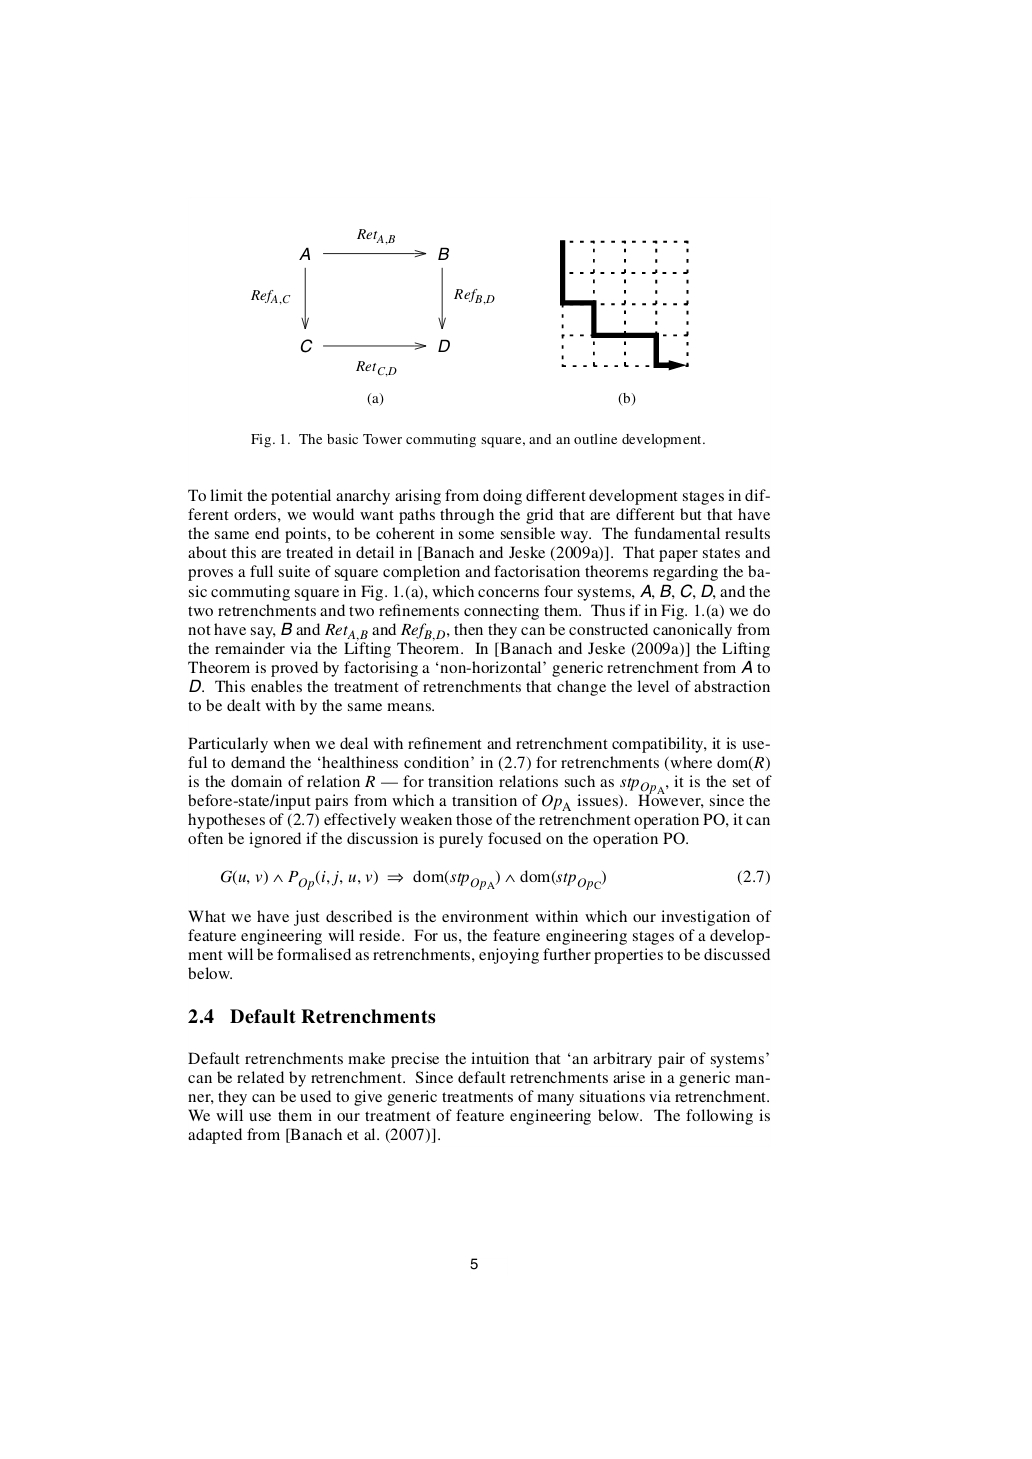 Ret_{A,B}
A B
Ref_{A,C} Ref_{B,D}
C D
Ret_{C,D}
(a) (b)
Fig. 1. The basic Tower commuting square, and an outline development.
To limit the potential anarchy arising from doing different development stages in dif-
ferent orders, we would want paths through the grid that are different but that have
the same end points, to be coherent in some sensible way. The fundamental results
about this are treated in detail in [Banach and Jeske (2009a)]. That paper states and
proves a full suite of square completion and factorisation theorems regarding the ba-
sic commuting square in Fig. 1.(a), which concerns four systems, A, B, C, D, and the
two retrenchments and two refinements connecting them. Thus if in Fig. 1.(a) we do
not have say, B and Ret_{A,B} and Ref_{B,D}, then they can be constructed canonically from
the remainder via the Lifting Theorem. In [Banach and Jeske (2009a)] the Lifting
Theorem is proved by factorising a ‘non-horizontal’ generic retrenchment from A to
D. This enables the treatment of retrenchments that change the level of abstraction
to be dealt with by the same means.
Particularly when we deal with refinement and retrenchment compatibility, it is use-
ful to demand the ‘healthiness condition’ in (2.7) for retrenchments (where dom(R)
is the domain of relation R — for transition relations such as stp_{Op_A}, it is the set of
before-state/input pairs from which a transition of Op_A issues). However, since the
hypotheses of (2.7) effectively weaken those of the retrenchment operation PO, it can
often be ignored if the discussion is purely focused on the operation PO.
G(u, v) ∧ P_{Op}(i, j, u, v) ⇒ dom(stp_{Op_A}) ∧ dom(stp_{Op_C}) (2.7)
What we have just described is the environment within which our investigation of
feature engineering will reside. For us, the feature engineering stages of a develop-
ment will be formalised as retrenchments, enjoying further properties to be discussed
below.
2.4 Default Retrenchments
Default retrenchments make precise the intuition that ‘an arbitrary pair of systems’
can be related by retrenchment. Since default retrenchments arise in a generic man-
ner, they can be used to give generic treatments of many situations via retrenchment.
We will use them in our treatment of feature engineering below. The following is
adapted from [Banach et al. (2007)].
5